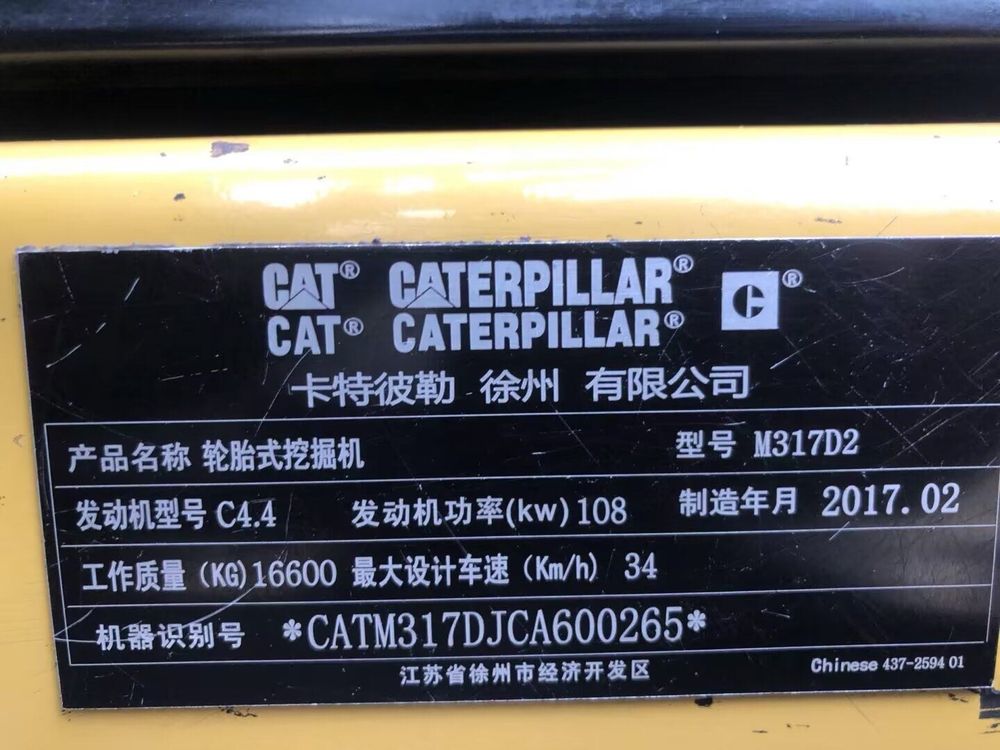 CAT® CATERPILLAR® C®
CAT® CATERPILLAR®
卡特彼勒 徐州 有限公司
产品名称 轮胎式挖掘机 型号 M317D2
发动机型号 C4.4 发动机功率(kw) 108 制造年月 2017.02
工作质量 (KG) 16600 最大设计车速 (Km/h) 34
机器识别号 *CATM317DJCA600265*
江苏省徐州市经济开发区 Chinese 437-2594 01